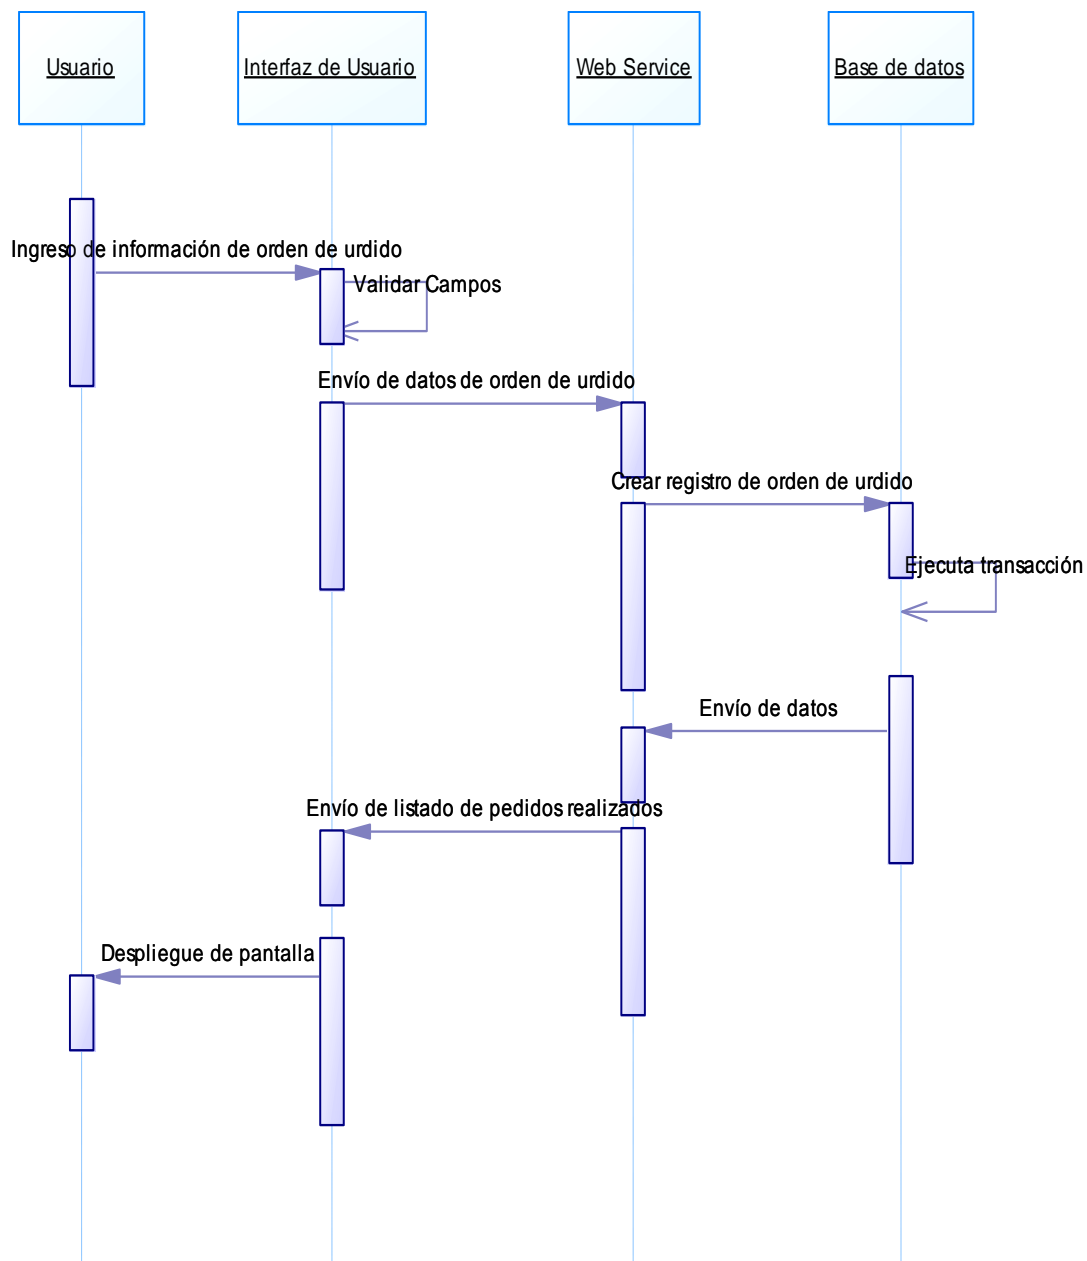 Usuario
Interfaz de Usuario
Web Service
Base de datos
Ingreso de información de orden de urdido
Validar Campos
Envío de datos de orden de urdido
Crear registro de orden de urdido
Ejecuta transacción
Envío de datos
Envío de listado de pedidos realizados
Despliegue de pantalla